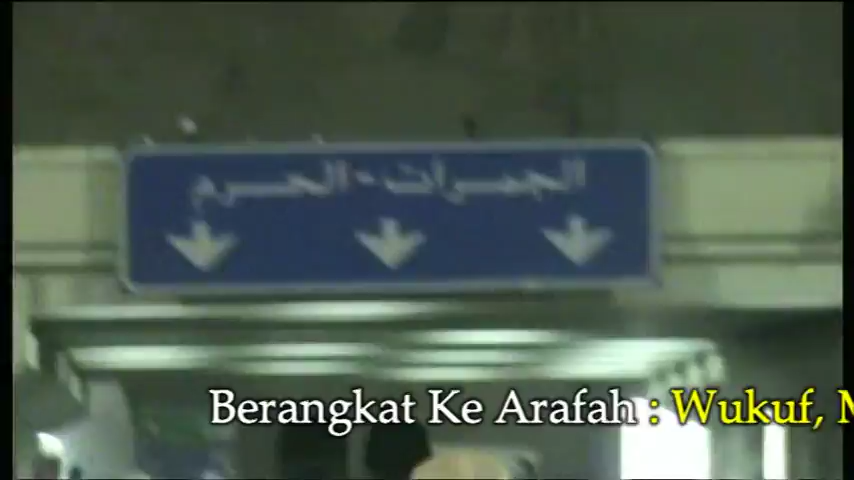 الجمرات - الحرم
Berangkat Ke Arafah : Wukuf,